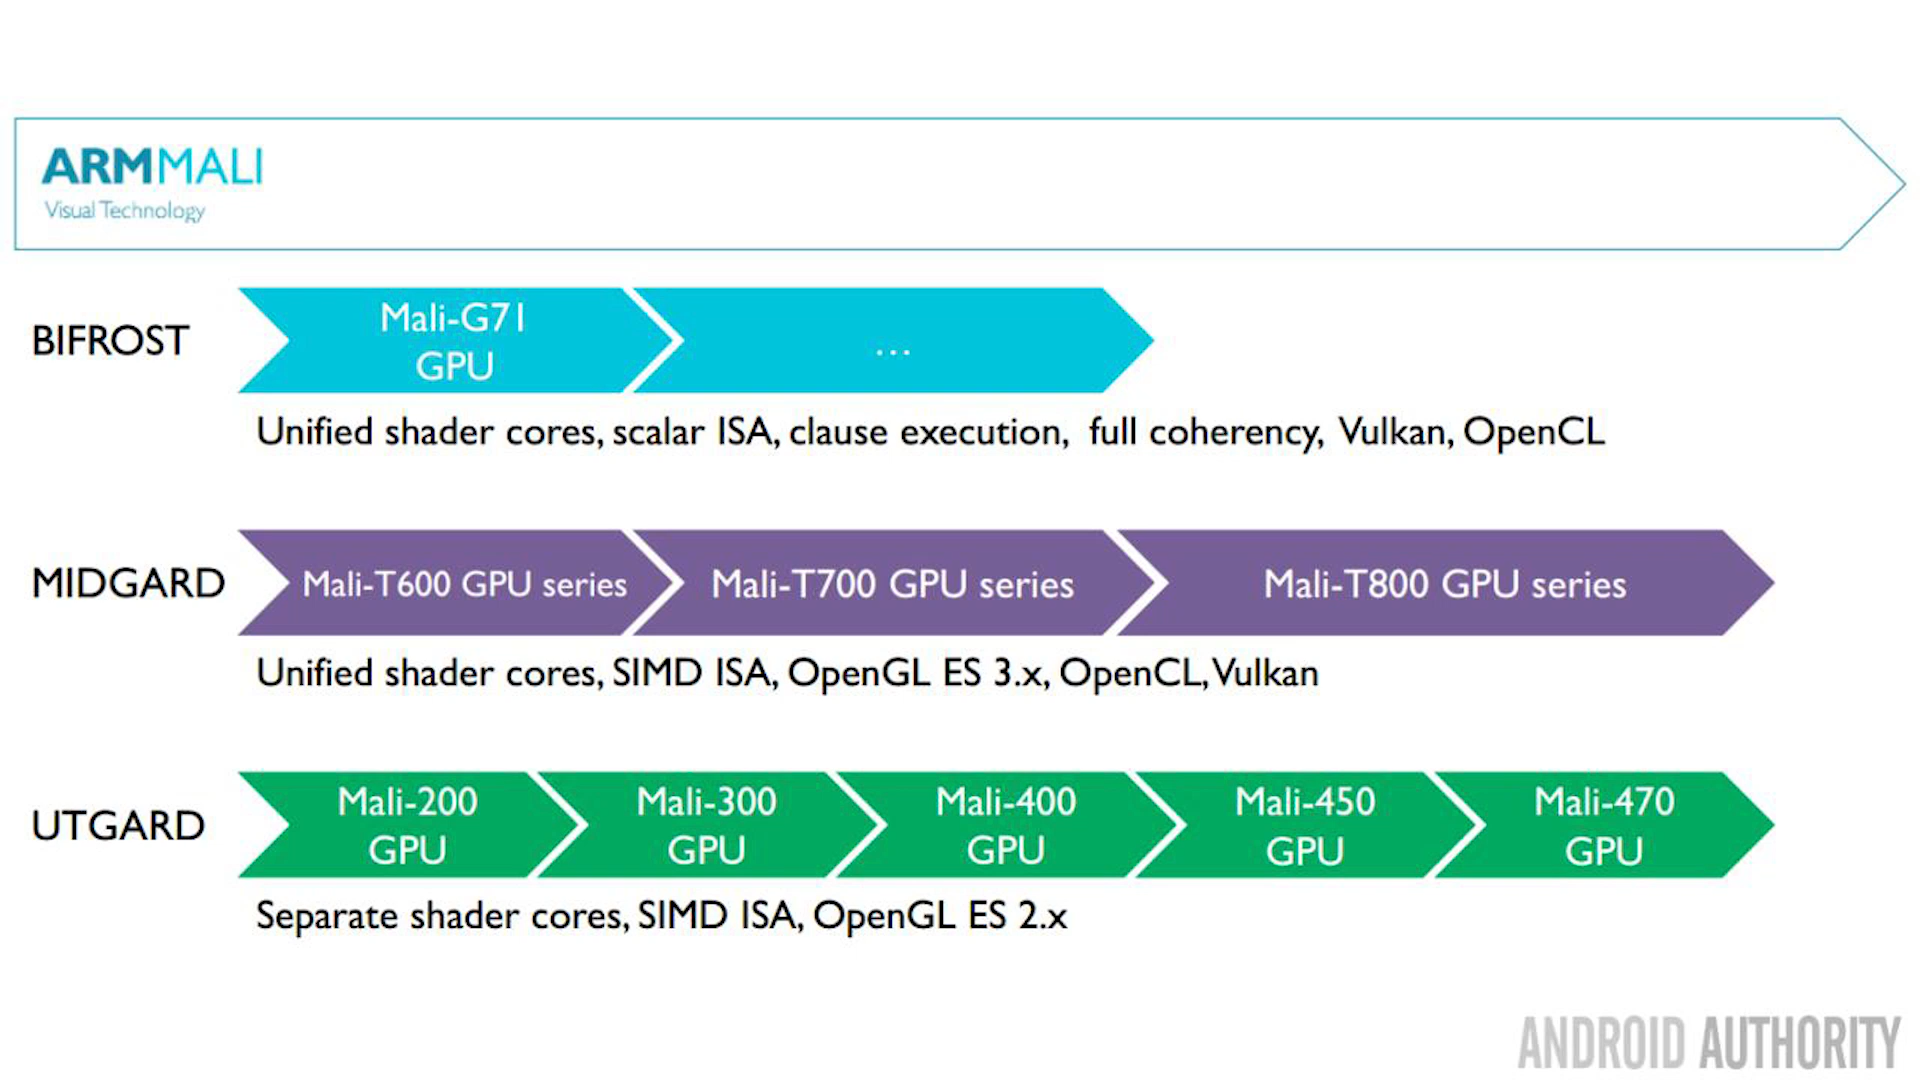 ARMMALI
Visual Technology
BIFROST
Mali-G71
GPU
...
Unified shader cores, scalar ISA, clause execution, full coherency, Vulkan, OpenCL
MIDGARD
Mali-T600 GPU series
Mali-T700 GPU series
Mali-T800 GPU series
Unified shader cores, SIMD ISA, OpenGL ES 3.x, OpenCL, Vulkan
UTGARD
Mali-200
GPU
Mali-300
GPU
Mali-400
GPU
Mali-450
GPU
Mali-470
GPU
Separate shader cores, SIMD ISA, OpenGL ES 2.x
ANDROID AUTHORITY